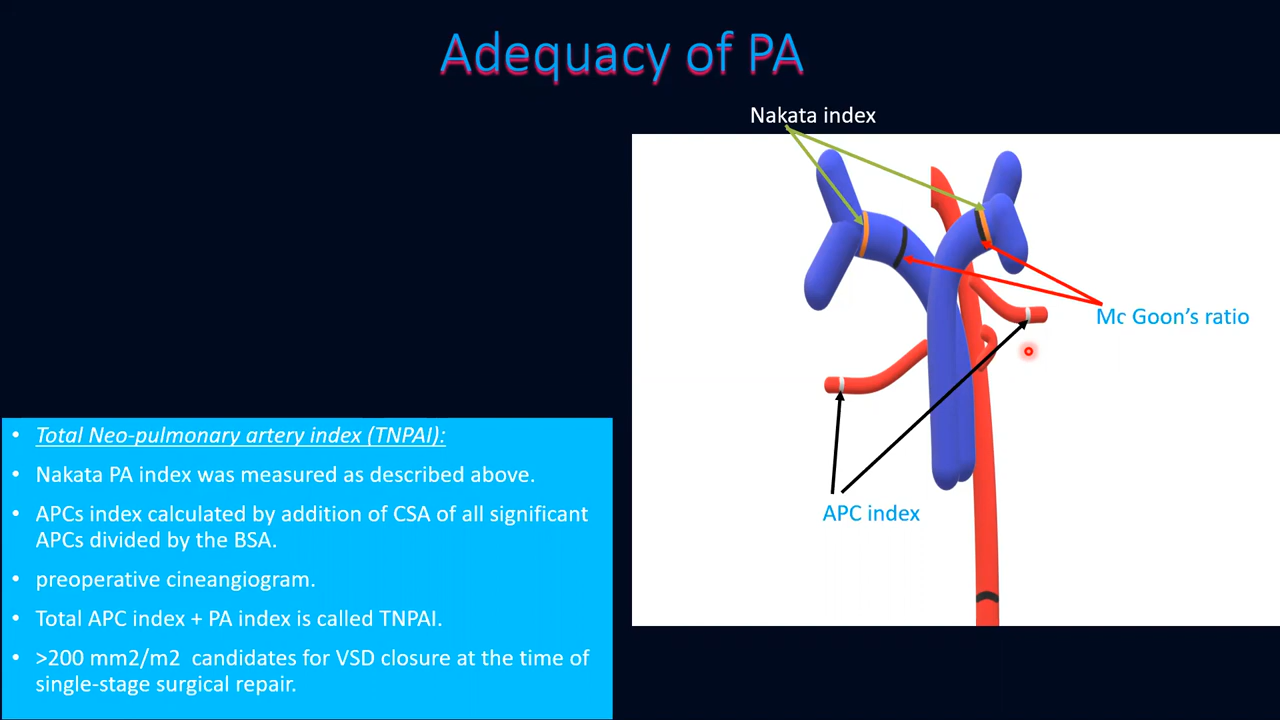 Adequacy of PA
Nakata index
Mc Goon's ratio
APC index
• Total Neo-pulmonary artery index (TNPAI):
• Nakata PA index was measured as described above.
• APCs index calculated by addition of CSA of all significant
APCs divided by the BSA.
• preoperative cineangiogram.
• Total APC index + PA index is called TNPAI.
• >200 mm2/m2 candidates for VSD closure at the time of
single-stage surgical repair.